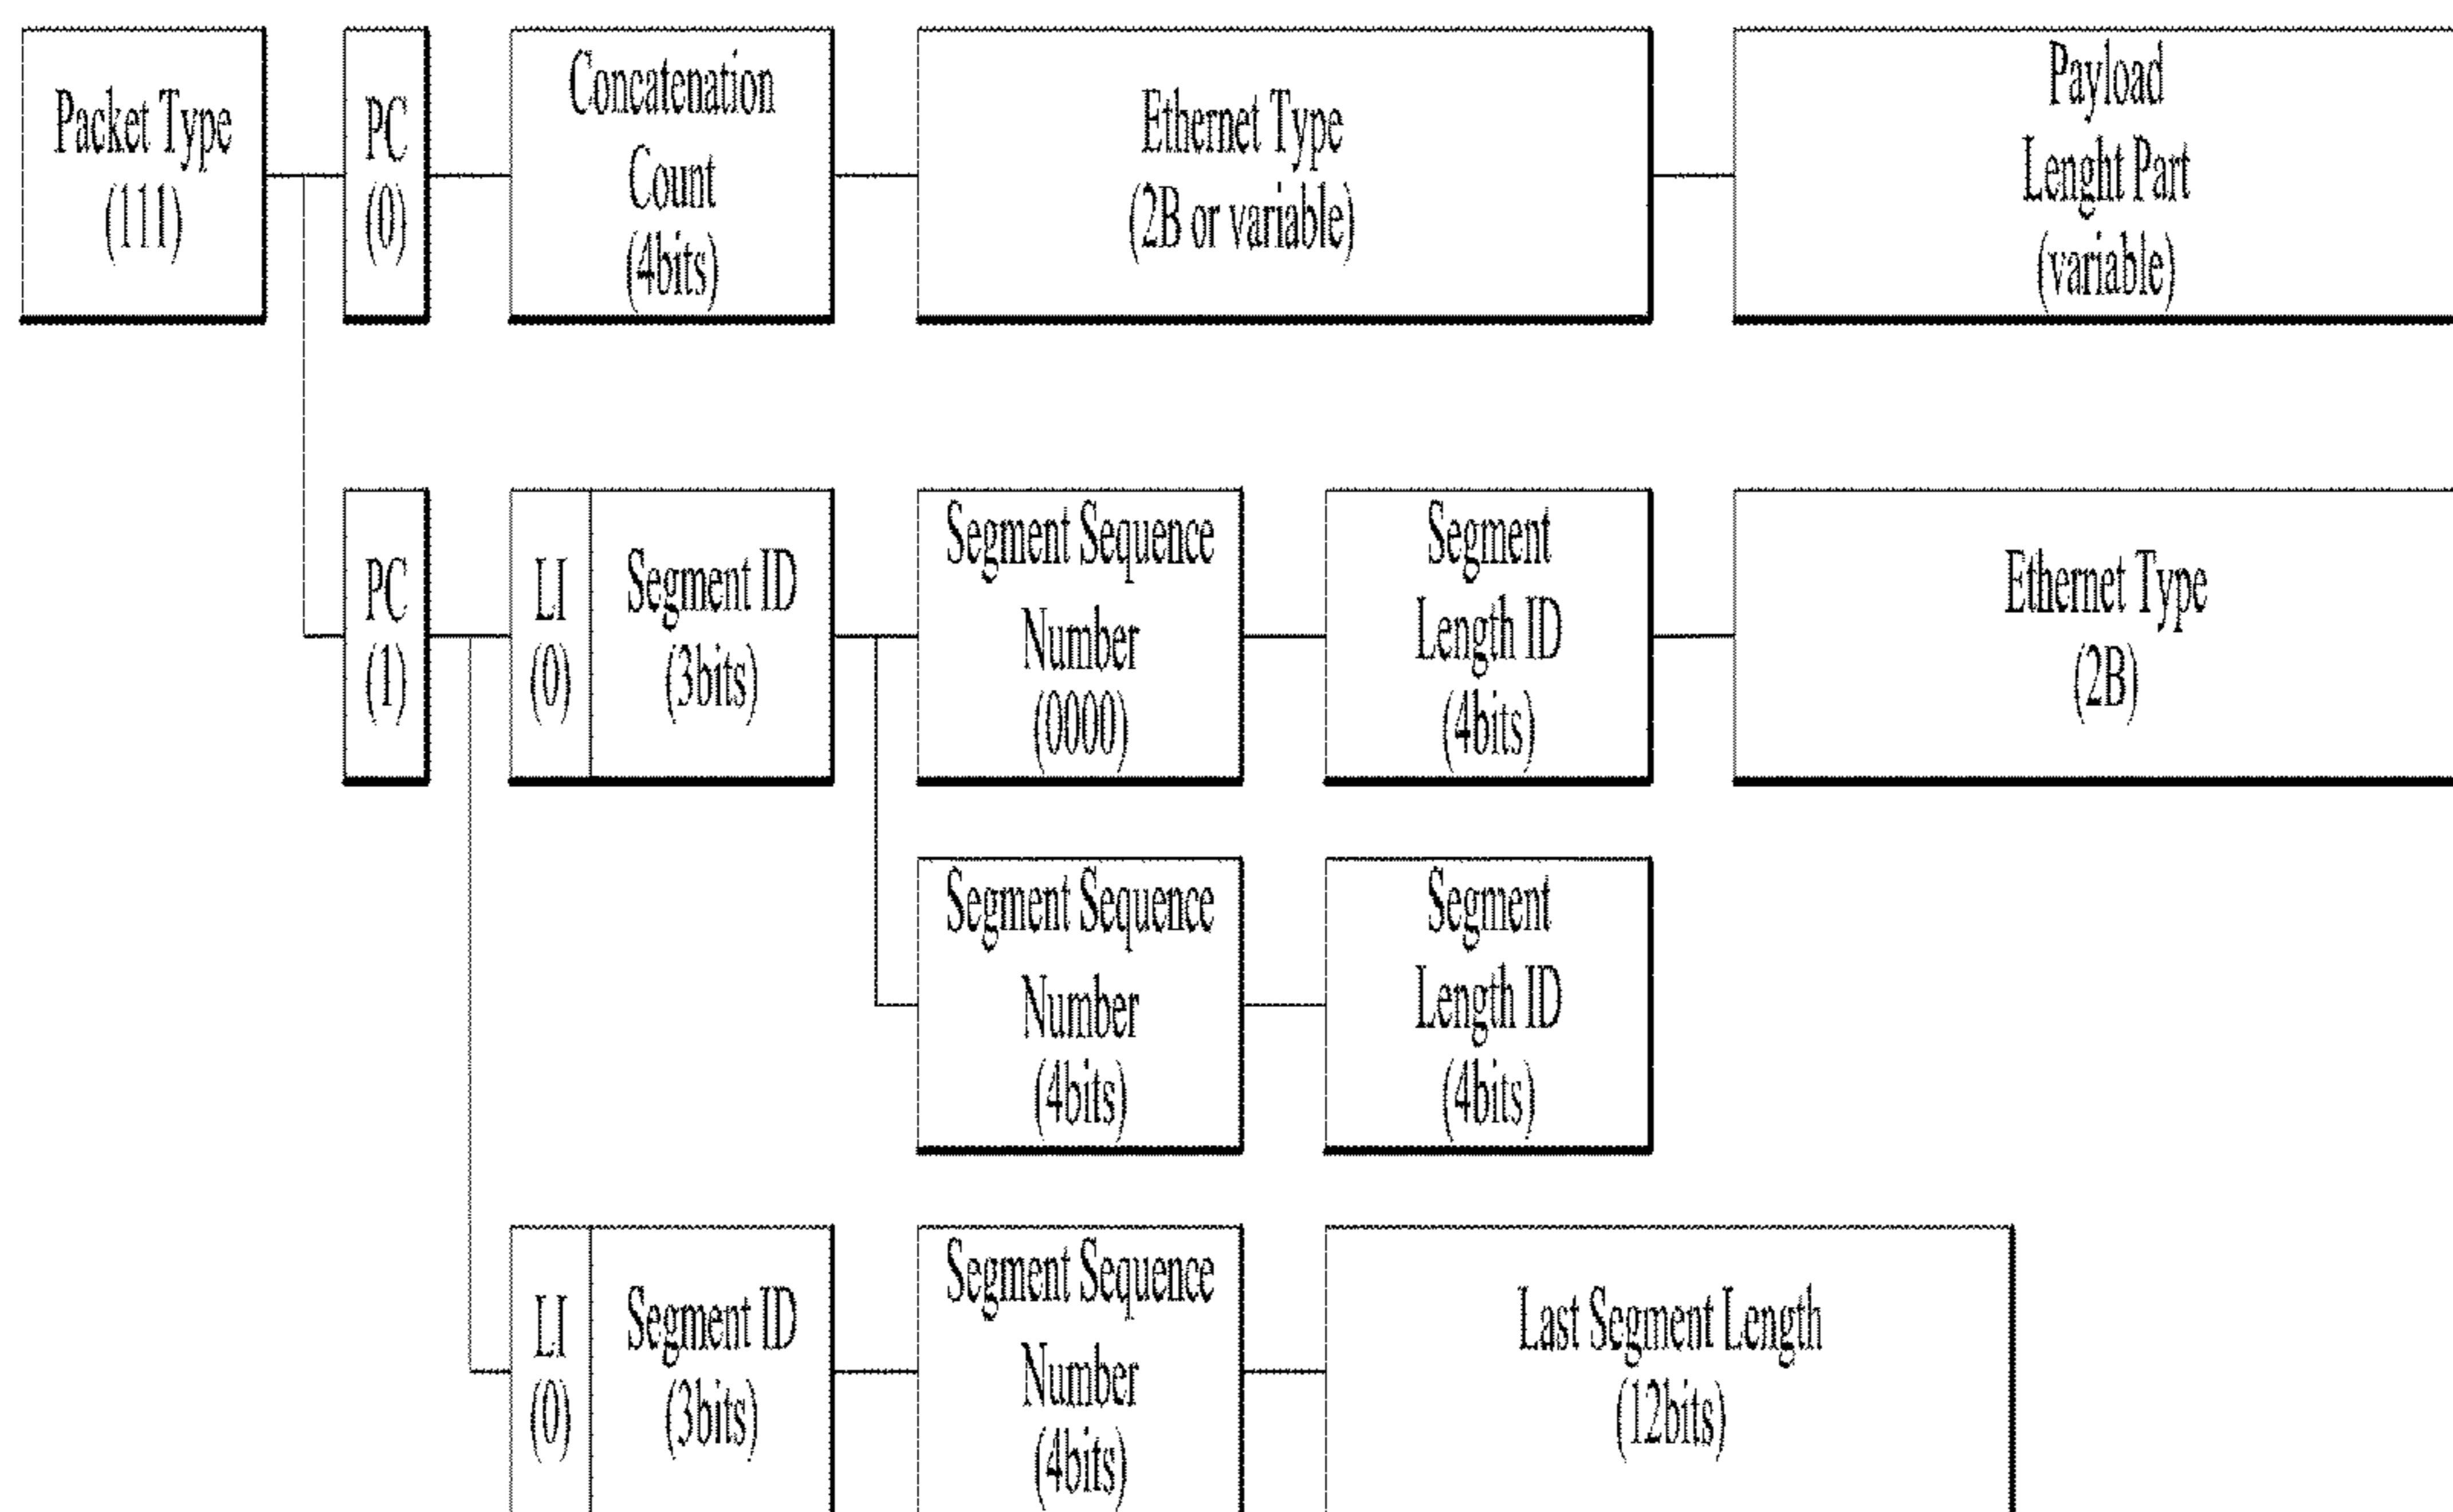 Packet Type
(111)
PC
(0)
Concatenation
Count
(4bits)
Ethernet Type
(2B or variable)
Payload
Lenght Part
(variable)
PC
(1)
LI
(0)
Segment ID
(3bits)
Segment Sequence
Number
(0000)
Segment
Length ID
(4bits)
Ethernet Type
(2B)
Segment Sequence
Number
(4bits)
Segment
Length ID
(4bits)
LI
(0)
Segment ID
(3bits)
Segment Sequence
Number
(4bits)
Last Segment Length
(12bits)